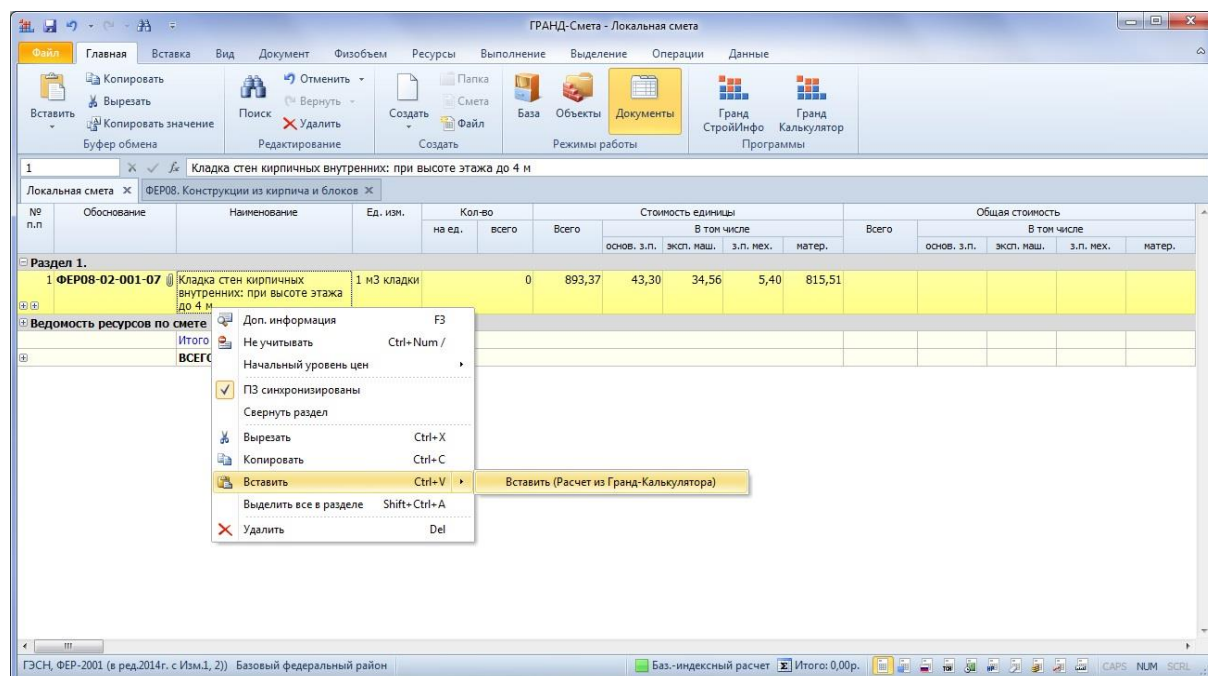 ГРАНД-Смета - Локальная смета
Файл Главная Вставка Вид Документ Физобъем Ресурсы Выполнение Выделение Операции Данные
Вставить
Копировать
Вырезать
Копировать значение
Буфер обмена
Поиск
Отменить
Вернуть
Удалить
Редактирование
Создать
Папка
Смета
Файл
Создать
База Объекты Документы
Режимы работы
Гранд СтройИнфо
Гранд Калькулятор
Программы
1 fx Кладка стен кирпичных внутренних: при высоте этажа до 4 м
Локальная смета ФЕР08. Конструкции из кирпича и блоков
№ п.п Обоснование Наименование Ед. изм. Кол-во Стоимость единицы Общая стоимость
на ед. всего Всего В том числе Всего В том числе
основ. з.п. эксп. маш. з.п. мех. матер. основ. з.п. эксп. маш. з.п. мех. матер.
Раздел 1.
1 ФЕР08-02-001-07 Кладка стен кирпичных 1 м3 кладки 0 893,37 43,30 34,56 5,40 815,51
внутренних: при высоте этажа
до 4 м
Ведомость ресурсов по смете
Итого
ВСЕГО
Доп. информация F3
Не учитывать Ctrl+Num /
Начальный уровень цен
ПЗ синхронизированы
Свернуть раздел
Вырезать Ctrl+X
Копировать Ctrl+C
Вставить Ctrl+V Вставить (Расчет из Гранд-Калькулятора)
Выделить все в разделе Shift+Ctrl+A
Удалить Del
ГЭСН, ФЕР-2001 (в ред.2014г. с Изм.1, 2)) Базовый федеральный район Баз.-индексный расчет Итого: 0,00р. CAPS NUM SCRL